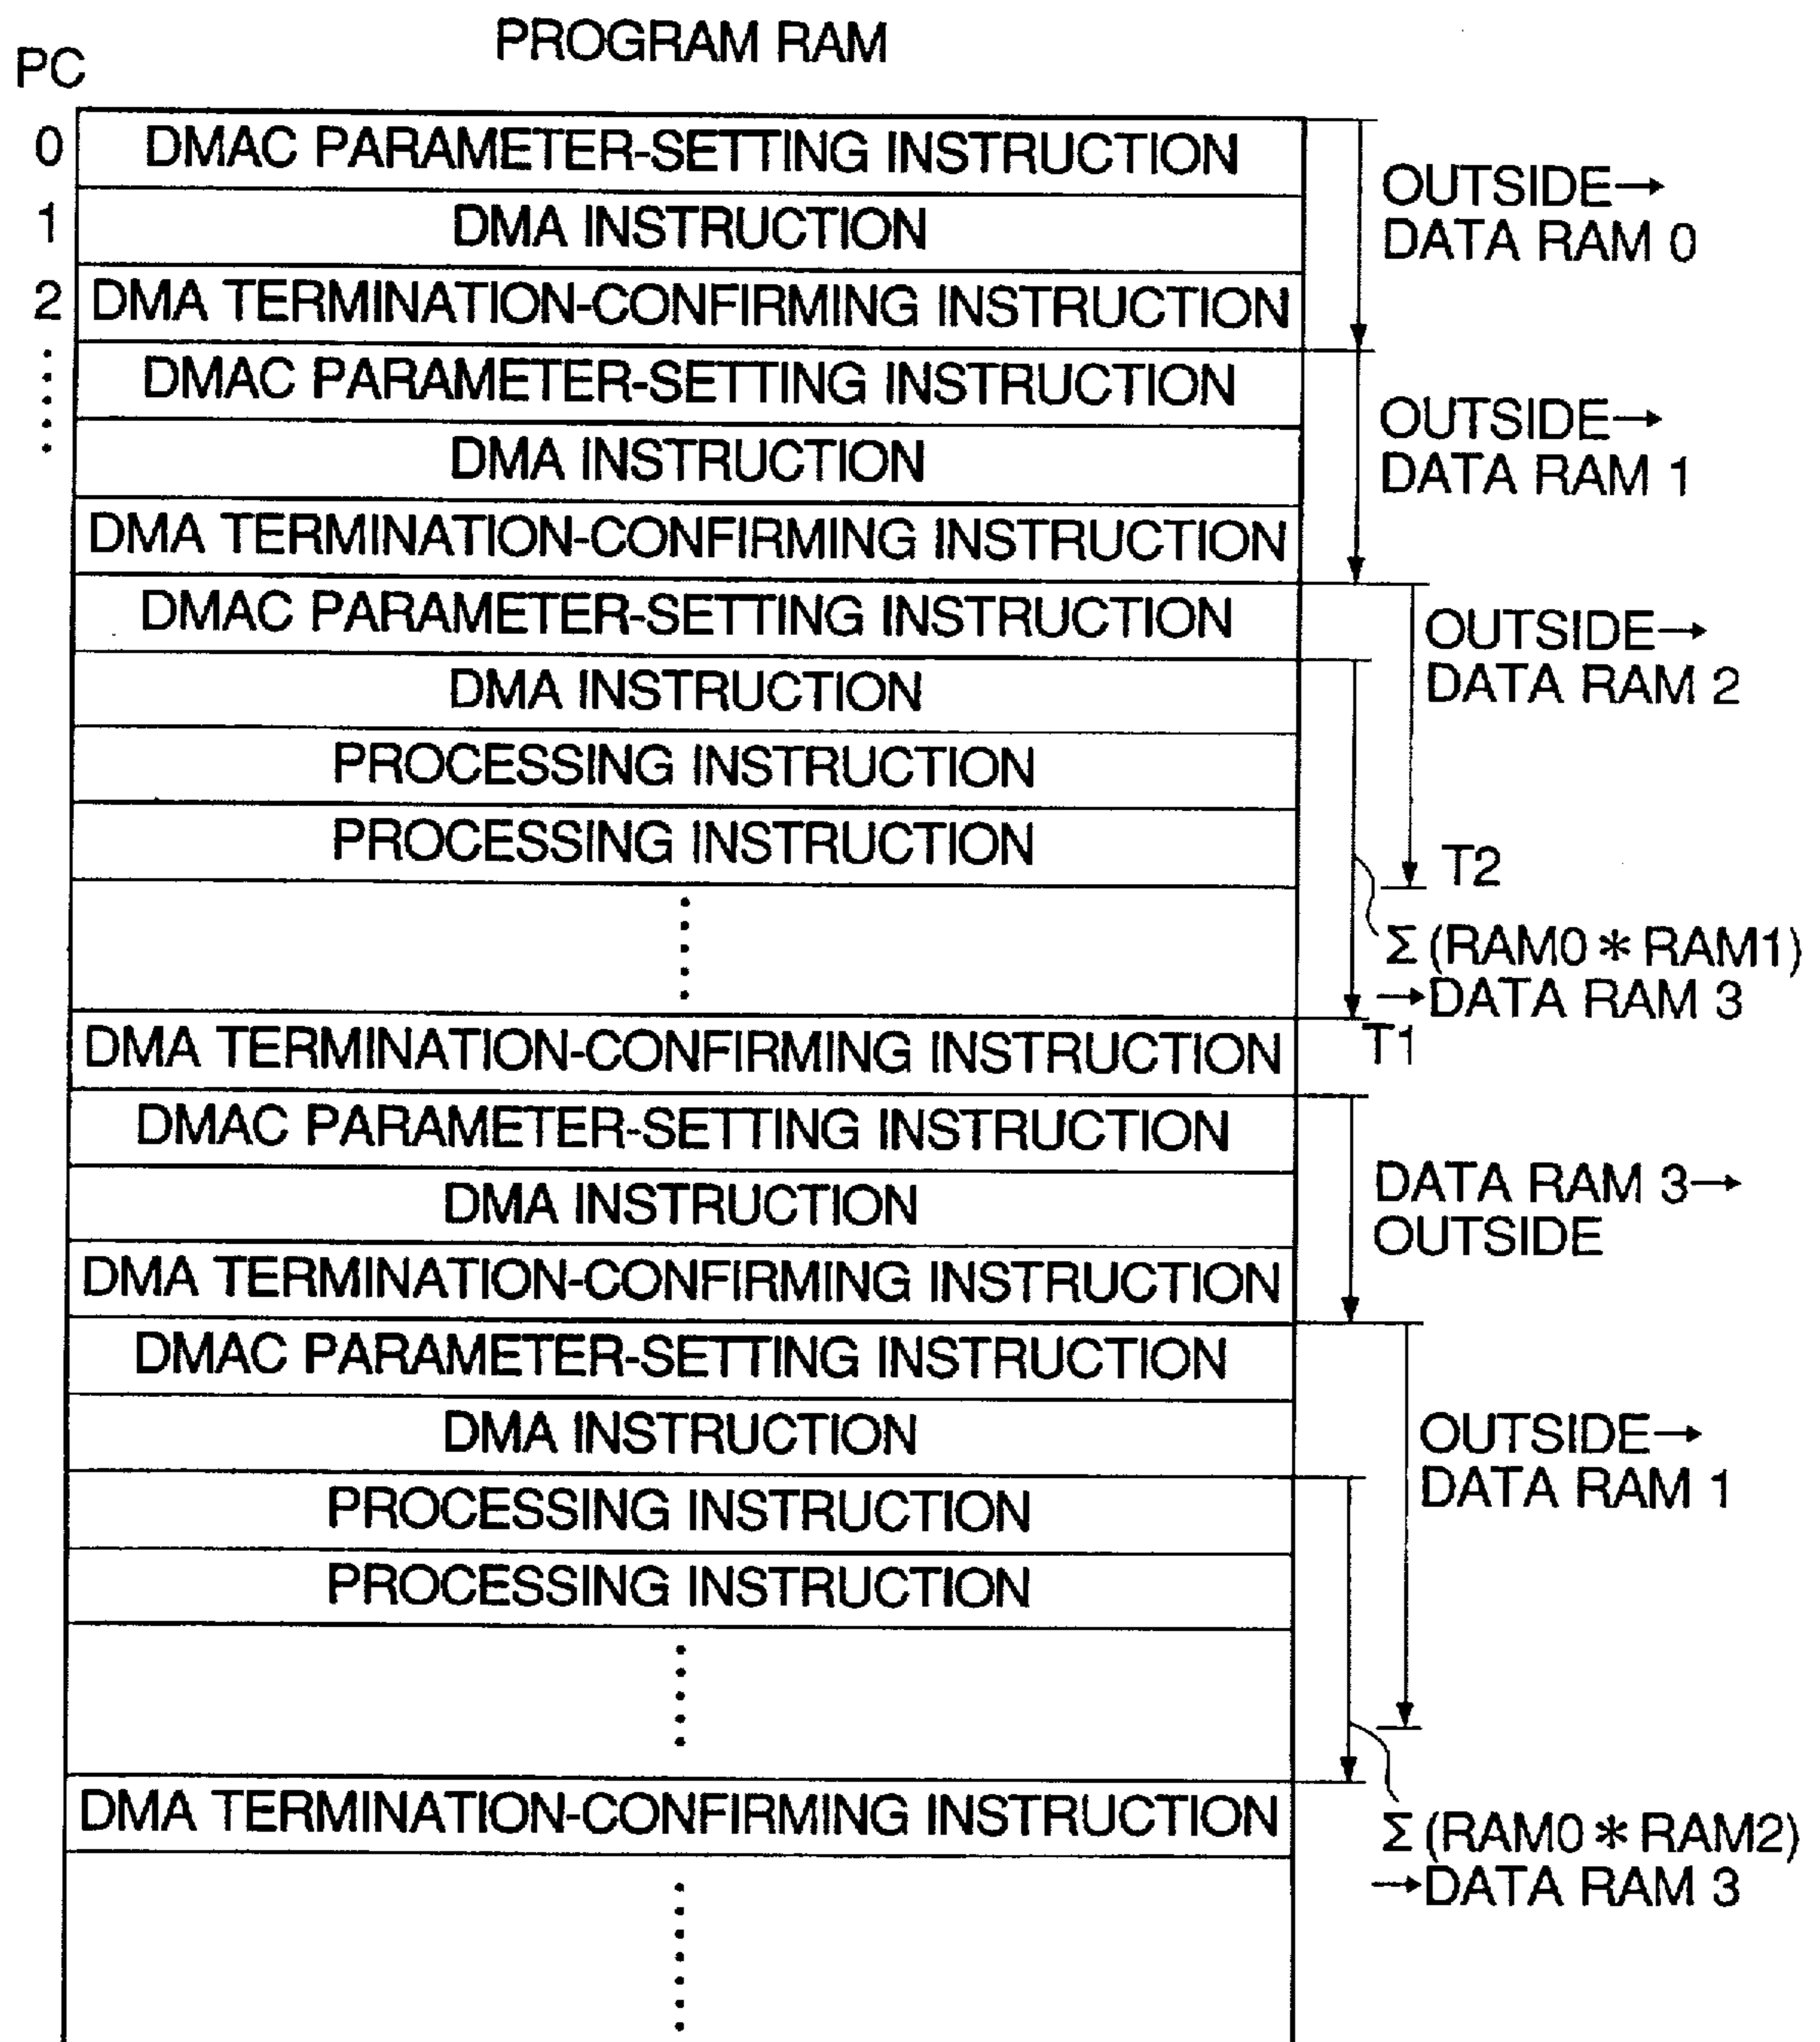 PROGRAM RAM
PC
0 DMAC PARAMETER-SETTING INSTRUCTION
1 DMA INSTRUCTION
2 DMA TERMINATION-CONFIRMING INSTRUCTION
OUTSIDE→
DATA RAM 0
DMAC PARAMETER-SETTING INSTRUCTION
DMA INSTRUCTION
DMA TERMINATION-CONFIRMING INSTRUCTION
OUTSIDE→
DATA RAM 1
DMAC PARAMETER-SETTING INSTRUCTION
DMA INSTRUCTION
PROCESSING INSTRUCTION
PROCESSING INSTRUCTION
OUTSIDE→
DATA RAM 2
T2
Σ(RAM0 * RAM1)
→DATA RAM 3
T1
DMA TERMINATION-CONFIRMING INSTRUCTION
DMAC PARAMETER-SETTING INSTRUCTION
DMA INSTRUCTION
DMA TERMINATION-CONFIRMING INSTRUCTION
DATA RAM 3→
OUTSIDE
DMAC PARAMETER-SETTING INSTRUCTION
DMA INSTRUCTION
PROCESSING INSTRUCTION
PROCESSING INSTRUCTION
OUTSIDE→
DATA RAM 1
DMA TERMINATION-CONFIRMING INSTRUCTION
Σ(RAM0 * RAM2)
→DATA RAM 3